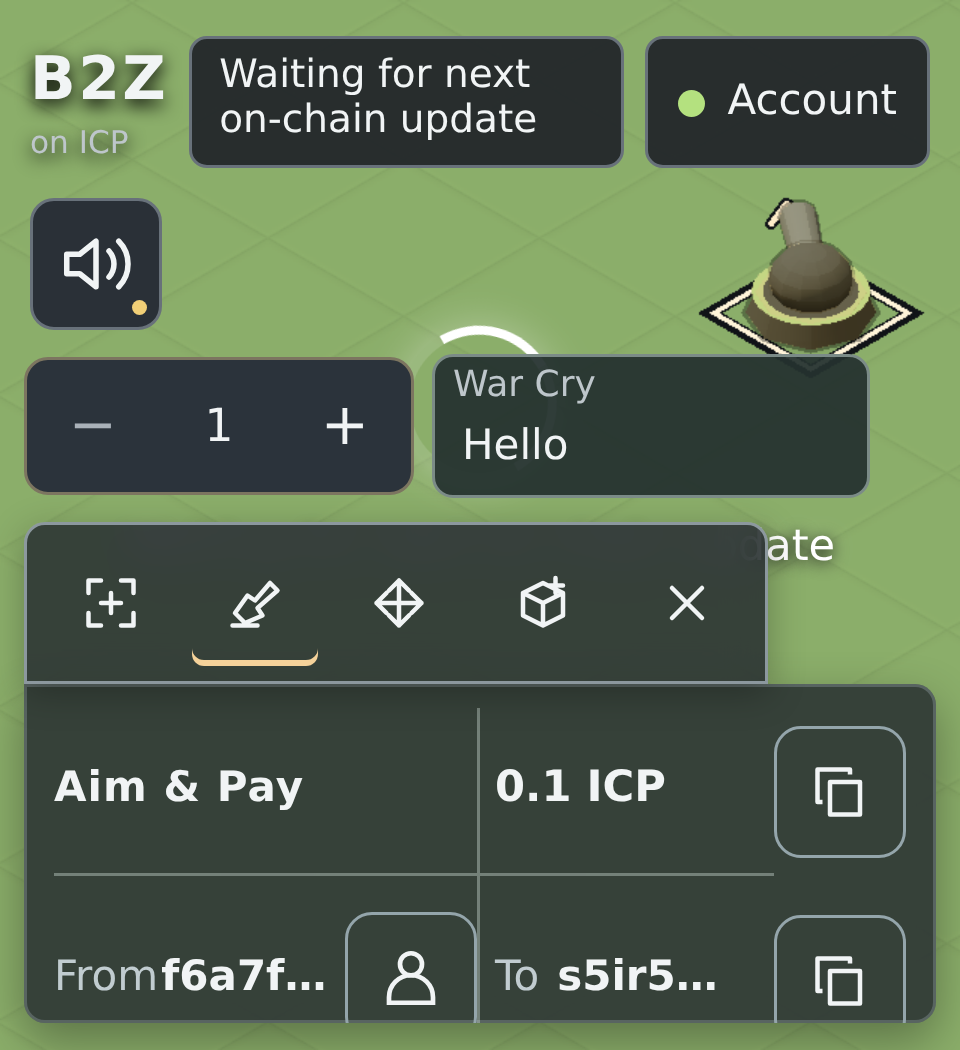 B2Z
on ICP
Waiting for next
on-chain update
Account
1
War Cry
Hello
Aim & Pay
0.1 ICP
From f6a7f...
To s5ir5...